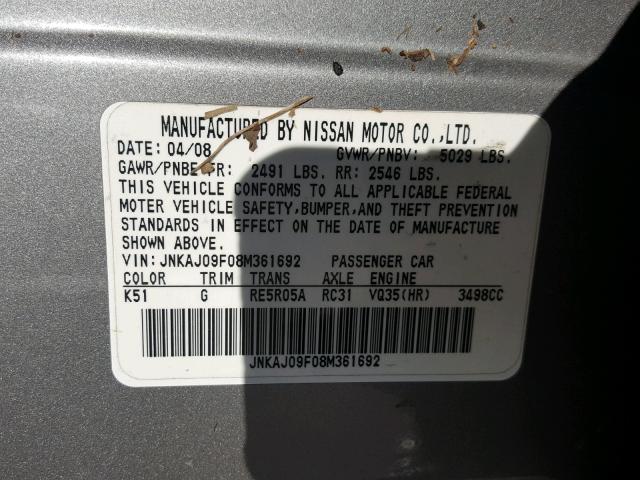 MANUFACTURED BY NISSAN MOTOR CO.,LTD.
DATE: 04/08 GVWR/PNBV: 5029 LBS.
GAWR/PNBE FR: 2491 LBS. RR: 2546 LBS.
THIS VEHICLE CONFORMS TO ALL APPLICABLE FEDERAL
MOTER VEHICLE SAFETY,BUMPER,AND THEFT PREVENTION
STANDARDS IN EFFECT ON THE DATE OF MANUFACTURE
SHOWN ABOVE.
VIN: JNKAJ09F08M361692 PASSENGER CAR
COLOR TRIM TRANS AXLE ENGINE
K51 G RE5R05A RC31 VQ35(HR) 3498CC
JNKAJ09F08M361692